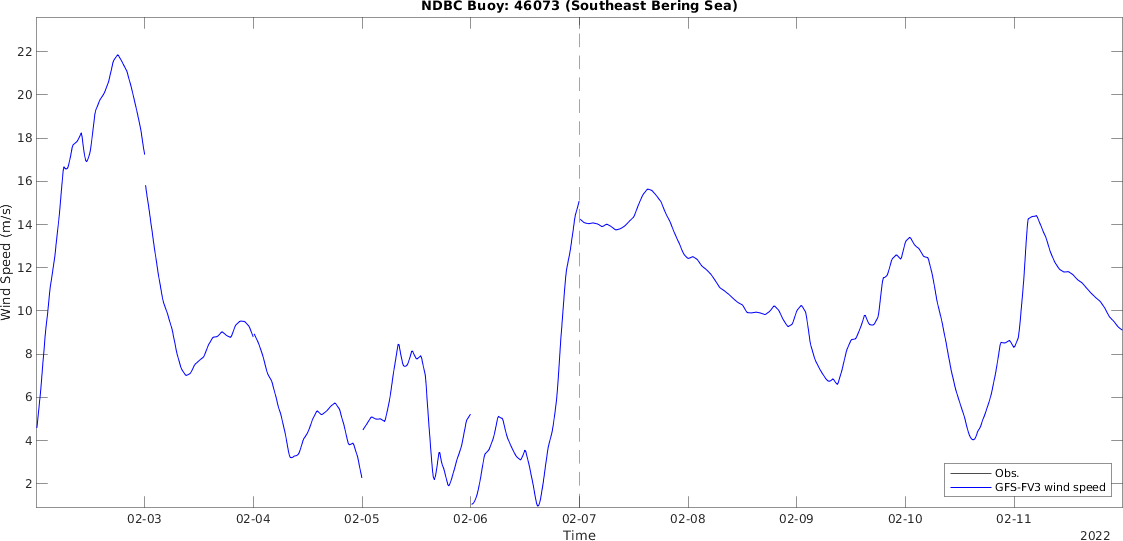 NDBC Buoy: 46073 (Southeast Bering Sea)
22
20
18
16
14
12
10
8
6
4
2
Wind Speed (m/s)
Obs.
GFS-FV3 wind speed
02-03 02-04 02-05 02-06 02-07 02-08 02-09 02-10 02-11
Time
2022